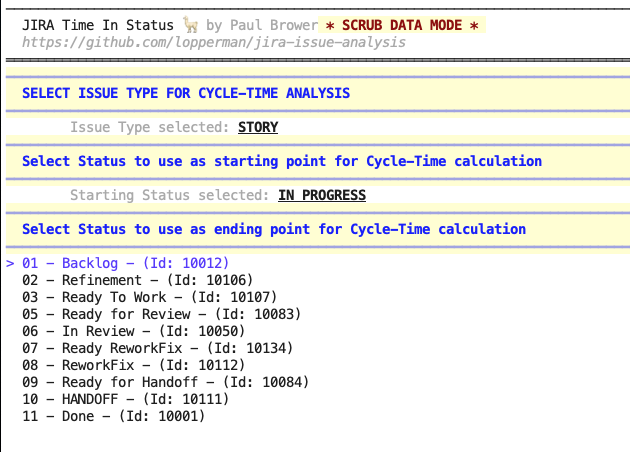 JIRA Time In Status 🦙 by Paul Brower * SCRUB DATA MODE *
https://github.com/lopperman/jira-issue-analysis
SELECT ISSUE TYPE FOR CYCLE-TIME ANALYSIS
Issue Type selected: STORY
Select Status to use as starting point for Cycle-Time calculation
Starting Status selected: IN PROGRESS
Select Status to use as ending point for Cycle-Time calculation
> 01 - Backlog - (Id: 10012)
02 - Refinement - (Id: 10106)
03 - Ready To Work - (Id: 10107)
05 - Ready for Review - (Id: 10083)
06 - In Review - (Id: 10050)
07 - Ready ReworkFix - (Id: 10134)
08 - ReworkFix - (Id: 10112)
09 - Ready for Handoff - (Id: 10084)
10 - HANDOFF - (Id: 10111)
11 - Done - (Id: 10001)